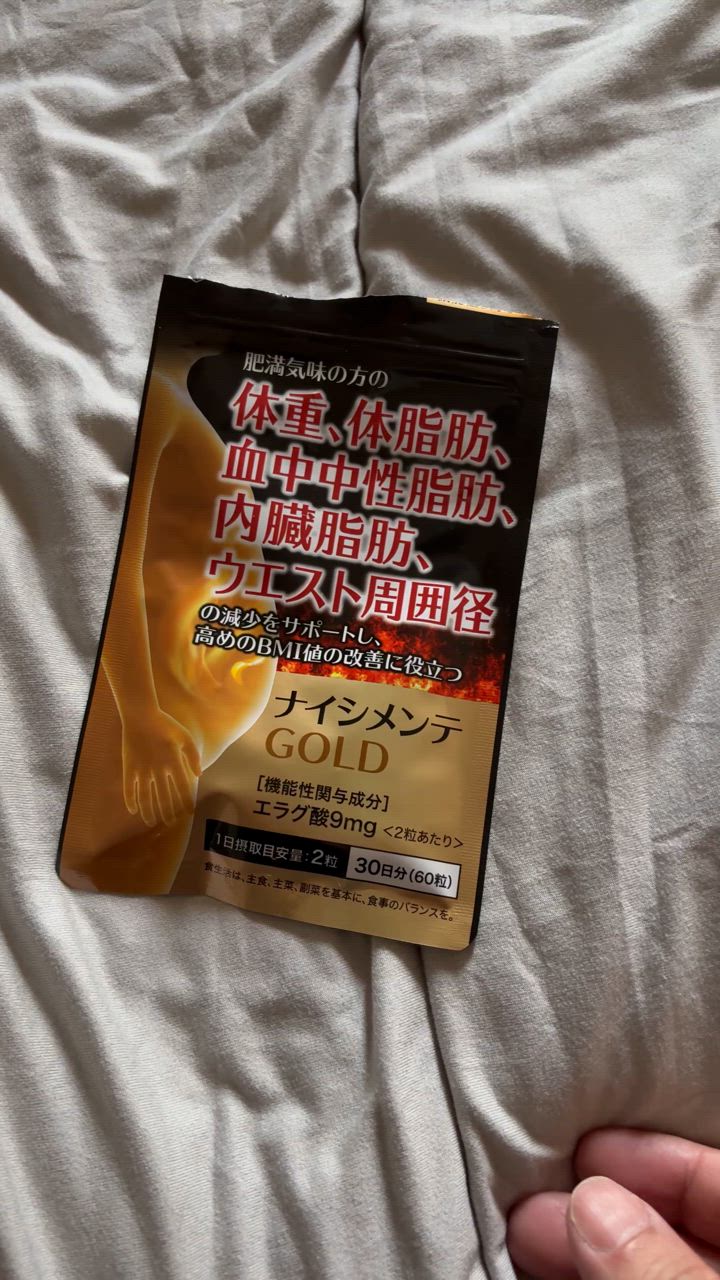 肥満気味の方の
体重、体脂肪、
血中中性脂肪、
内臓脂肪、
ウエスト周囲径
の減少をサポートし、
高めのBMI値の改善に役立つ
ナイシメンテ
GOLD
［機能性関与成分］
エラグ酸9mg <2粒あたり>
1日摂取目安量：2粒 30日分(60粒)
食生活は、主食、主菜、副菜を基本に、食事のバランスを。